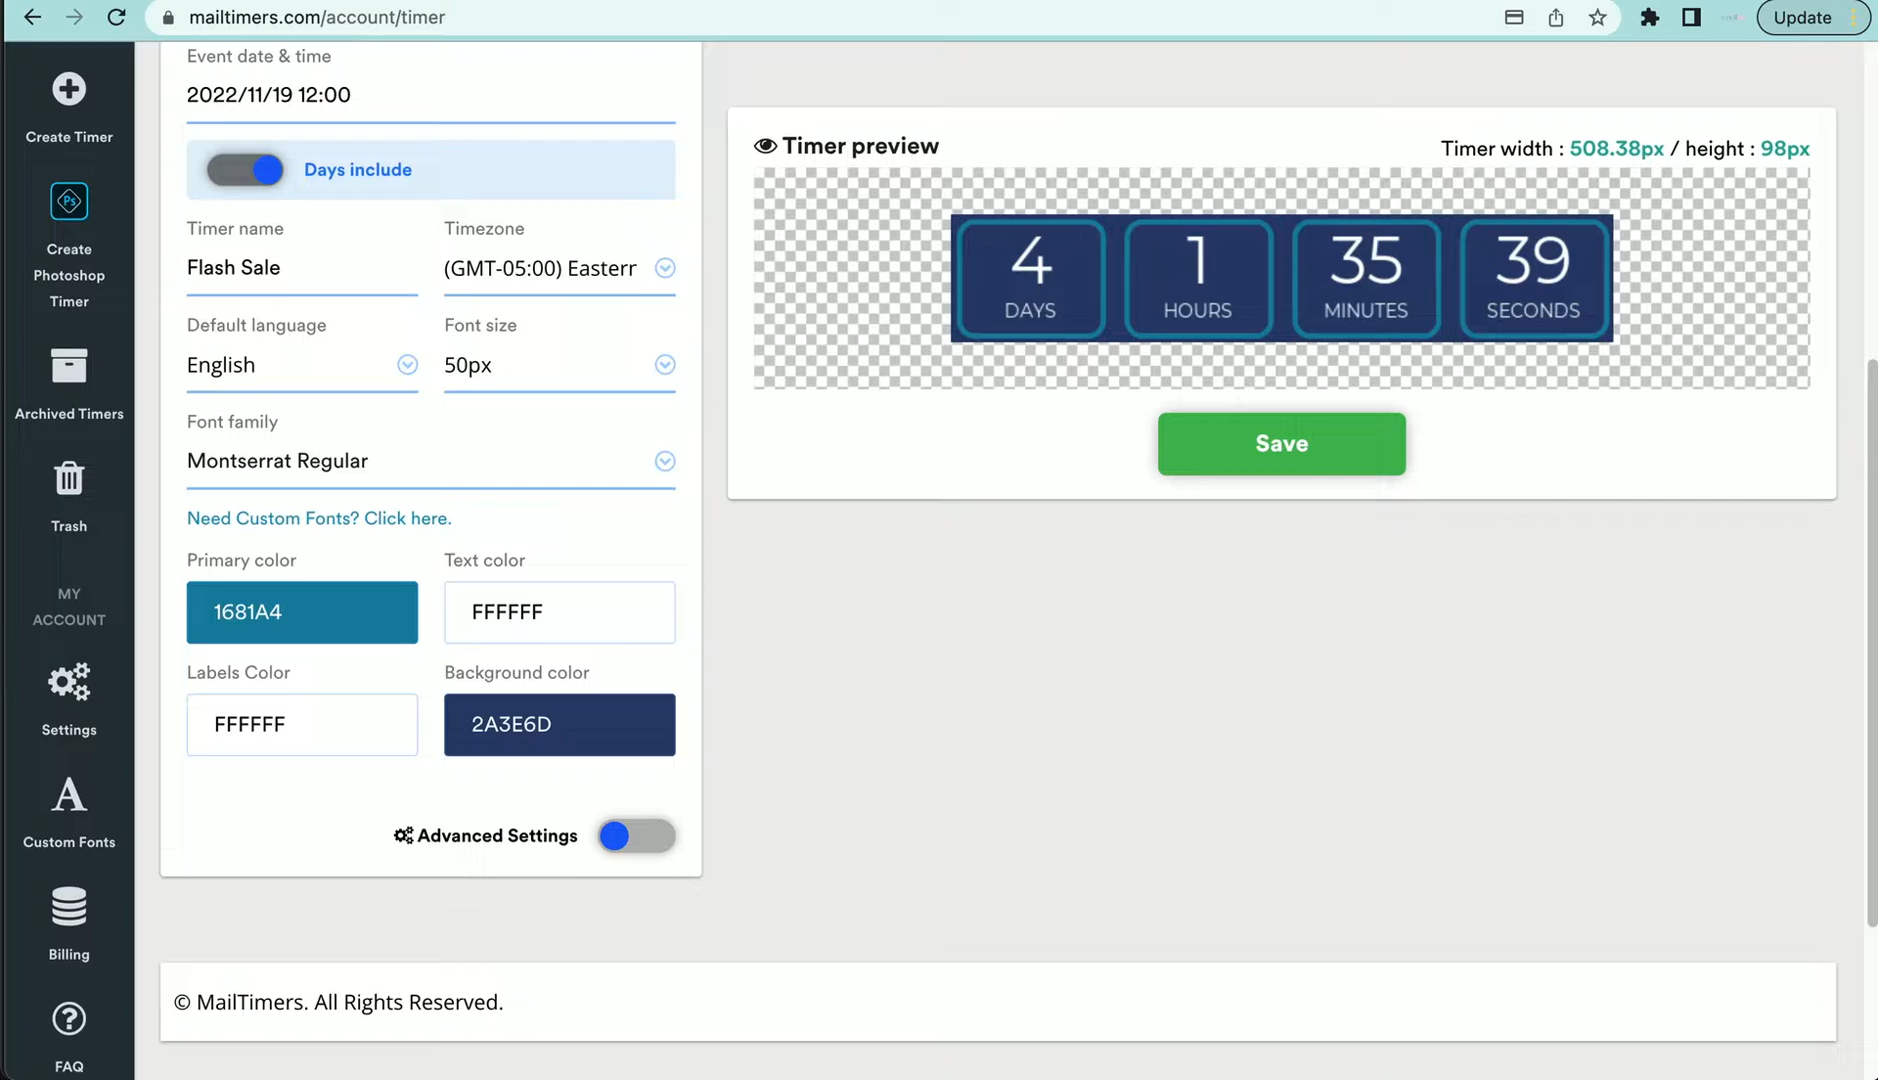 mailtimers.com/account/timer
Update
Create Timer
Ps
Create
Photoshop
Timer
Archived Timers
Trash
MY
ACCOUNT
Settings
A
Custom Fonts
Billing
?
FAQ
Event date & time
2022/11/19 12:00
Days include
Timer name
Timezone
Flash Sale
(GMT-05:00) Easterr
Default language
Font size
English
50px
Font family
Montserrat Regular
Need Custom Fonts? Click here.
Primary color
Text color
1681A4
FFFFFF
Labels Color
Background color
FFFFFF
2A3E6D
Advanced Settings
Timer preview
Timer width : 508.38px / height : 98px
4 1 35 39
DAYS HOURS MINUTES SECONDS
Save
© MailTimers. All Rights Reserved.